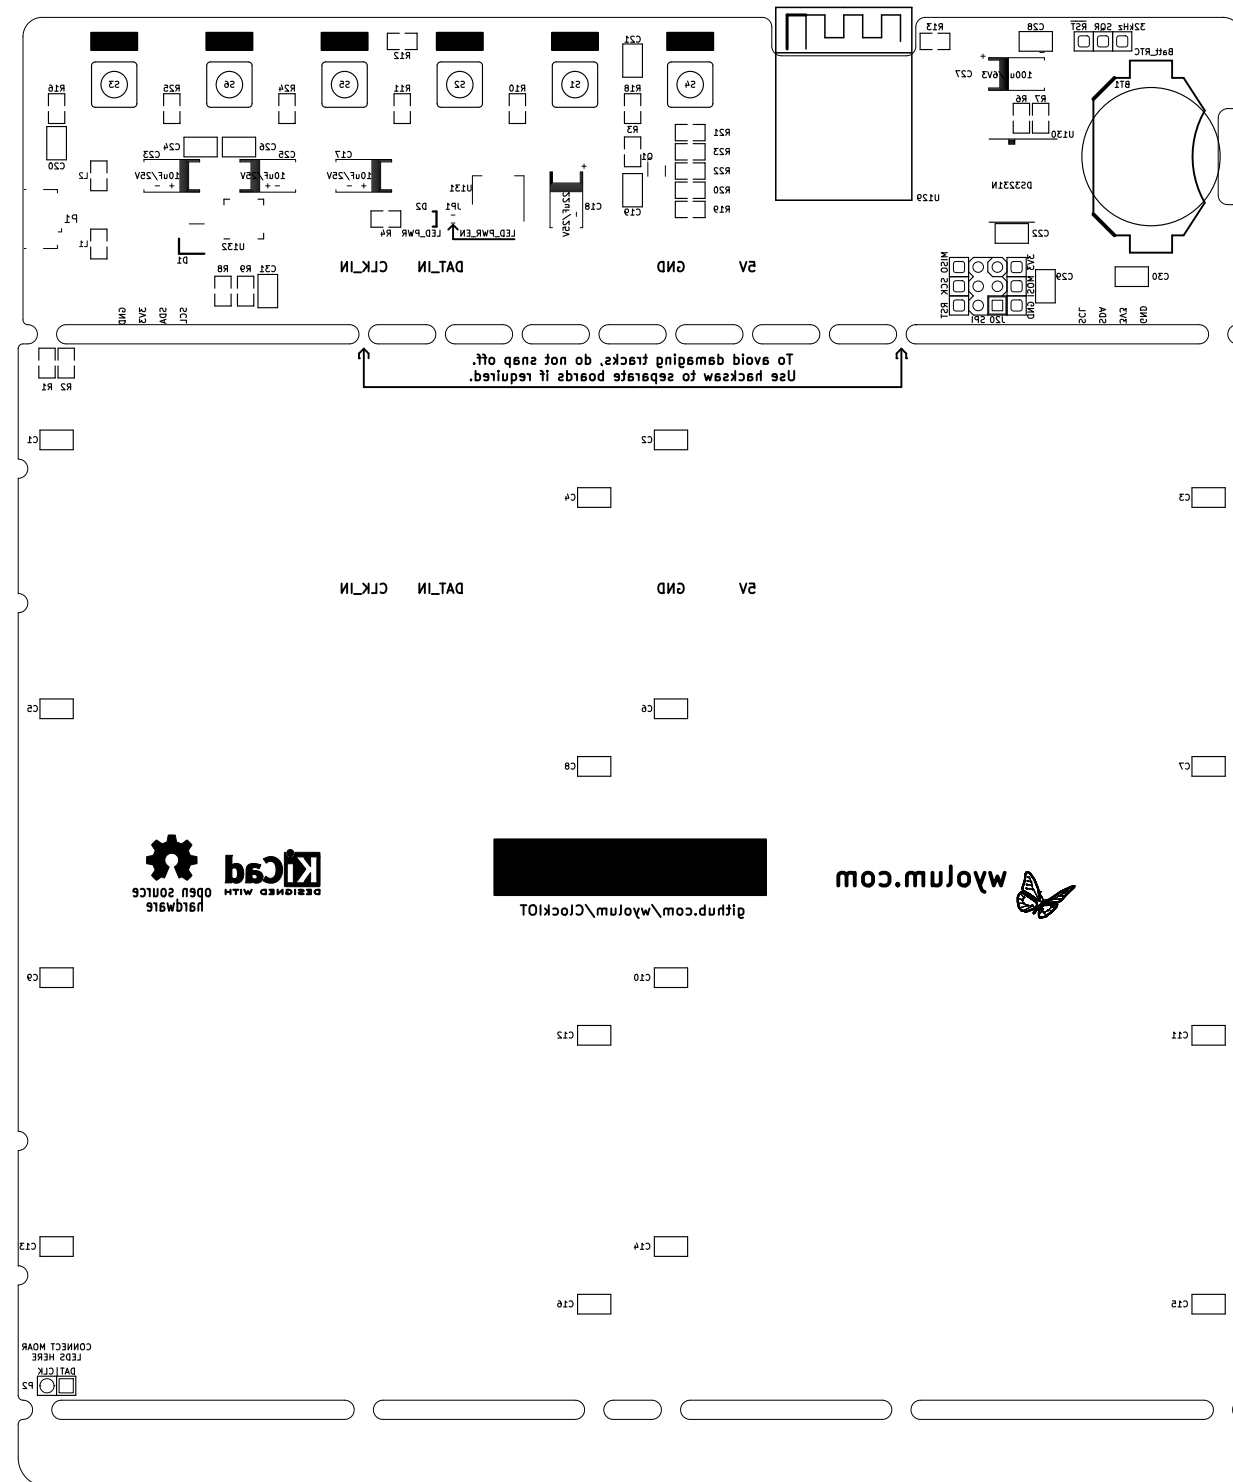 C21
R13
C28
32kHz SQR RST
R12
Batt_RTC
S3
S6
S5
S2
S1
S4
C27
100u/6V3
BT1
R16
R25
R24
R11
R10
R18
R6
R7
R3
R21
U130
C24
C26
R23
C20
C23
C25
C17
Q1
R22
L2
10uF/25V
10uF/25V
10uF/25V
U131
DS3231N
R20
U129
P1
D2
JP1
22uF/25V
C18
C19
R19
R4
LED_PWR
LED_PWR_EN
L1
U132
C22
D1
CLK_IN
DAT_IN
GND
5V
R8
R9
C31
MISO SCK RST
3V3 MOSI GND
C29
C30
GND
3V3
SDA
SCL
J20 SPI
SCL
SDA
3V3
GND
To avoid damaging tracks, do not snap off.
Use hacksaw to separate boards if required.
R1
R2
C1
C2
C4
C3
CLK_IN
DAT_IN
GND
5V
C5
C6
C8
C7
open source
hardware
KiCad
DESIGNED WITH
github.com/wyolum/ClockIOT
wyolum.com
C9
C10
C12
C11
C13
C14
C16
C15
CONNECT MOAR
LEDS HERE
DAT|CLK
P2